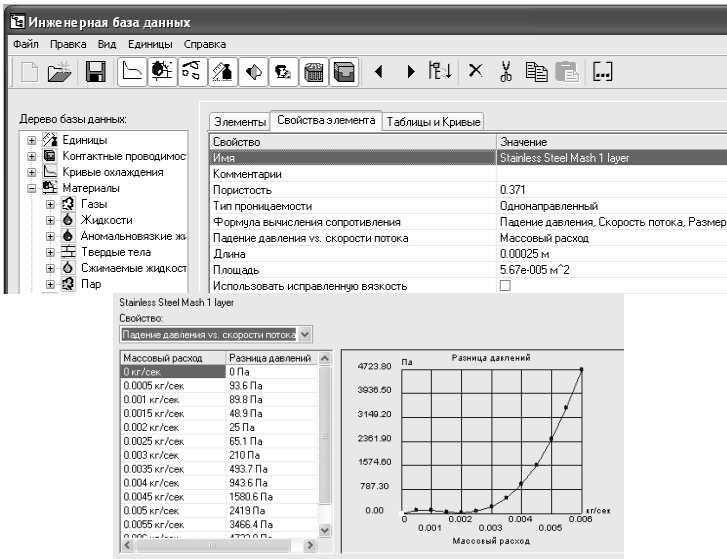 Инженерная база данных
Файл Правка Вид Единицы Справка
Дерево базы данных:
Единицы
Контактные проводимос
Кривые охлаждения
Материалы
Газы
Жидкости
Аномальновязкие жи
Твердые тела
Сжимаемые жидкост
Пар
Элементы Свойства элемента Таблицы и Кривые
Свойство Значение
Имя Stainless Steel Mash 1 layer
Комментарии
Пористость 0.371
Тип проницаемости Однонаправленный
Формула вычисления сопротивления Падение давления, Скорость потока, Размер
Падение давления vs. скорости потока Массовый расход
Длина 0.00025 м
Площадь 5.67e-005 м^2
Использовать исправленную вязкость
Stainless Steel Mash 1 layer
Свойство:
Падение давления vs. скорости потока
Массовый расход Разница давлений
0 кг/сек 0 Па
0.0005 кг/сек 93.6 Па
0.001 кг/сек 89.8 Па
0.0015 кг/сек 48.9 Па
0.002 кг/сек 25 Па
0.0025 кг/сек 65.1 Па
0.003 кг/сек 210 Па
0.0035 кг/сек 493.7 Па
0.004 кг/сек 943.6 Па
0.0045 кг/сек 1580.6 Па
0.005 кг/сек 2419 Па
0.0055 кг/сек 3466.4 Па
Па Разница давлений
4723.80
3936.50
3149.20
2361.90
1574.60
787.30
0.00
0 0.001 0.002 0.003 0.004 0.005 0.006 кг/сек
Массовый расход